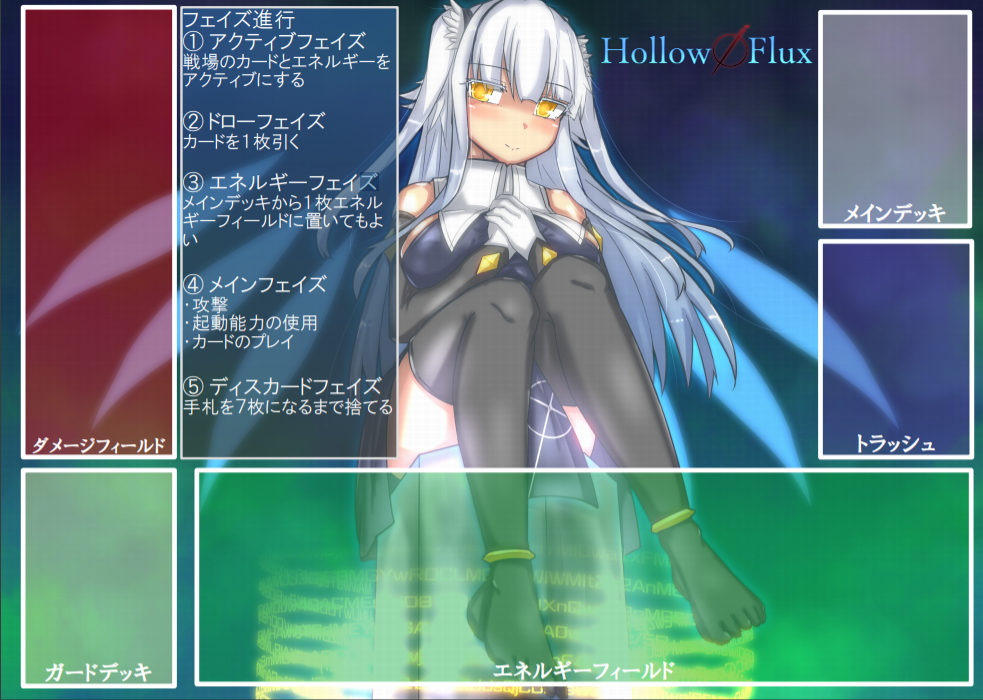 フェイズ進行
① アクティブフェイズ
戦場のカードとエネルギーを
アクティブにする
② ドローフェイズ
カードを1枚引く
③ エネルギーフェイズ
メインデッキから1枚エネル
ギーフィールドに置いてもよ
い
④ メインフェイズ
・攻撃
・起動能力の使用
・カードのプレイ
⑤ ディスカードフェイズ
手札を7枚になるまで捨てる
Hollow Flux
メインデッキ
ダメージフィールド
トラッシュ
ガードデッキ
エネルギーフィールド